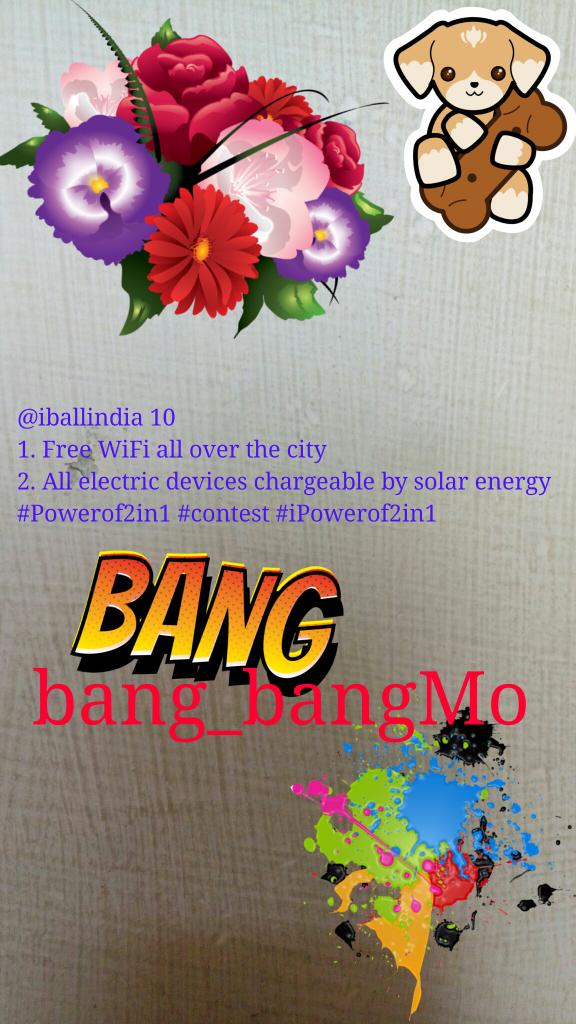 @iballindia 10
1. Free WiFi all over the city
2. All electric devices chargeable by solar energy
#Powerof2in1 #contest #iPowerof2in1
BANG
bang_bangMo